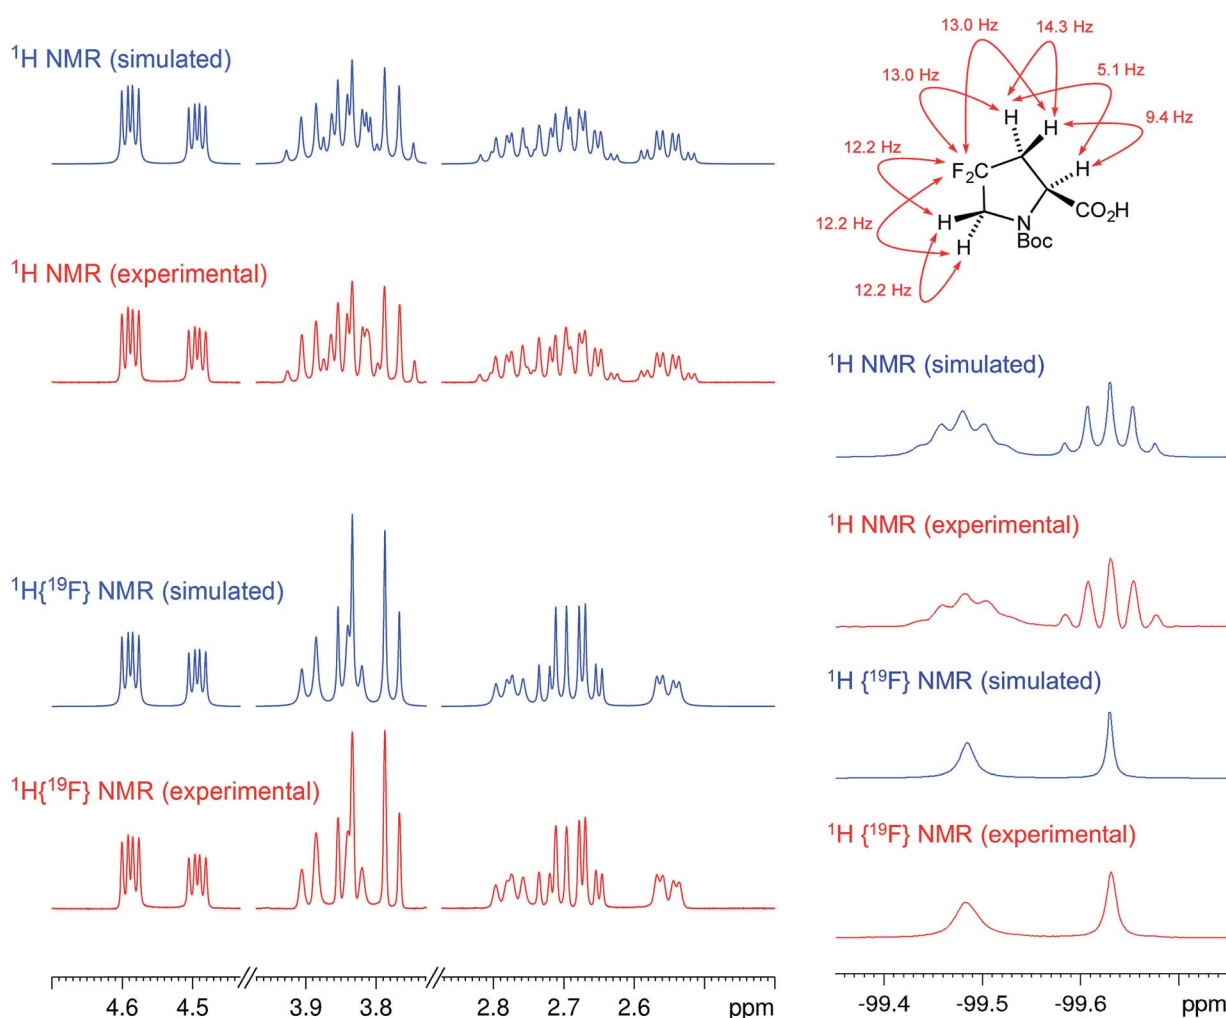 ¹H NMR (simulated)
¹H NMR (experimental)
¹H{¹⁹F} NMR (simulated)
¹H{¹⁹F} NMR (experimental)
4.6 4.5 3.9 3.8 2.8 2.7 2.6 ppm
13.0 Hz 14.3 Hz
13.0 Hz 5.1 Hz
9.4 Hz
H H
12.2 Hz
F₂C H
12.2 Hz H N CO₂H
H Boc
12.2 Hz
¹H NMR (simulated)
¹H NMR (experimental)
¹H {¹⁹F} NMR (simulated)
¹H {¹⁹F} NMR (experimental)
-99.4 -99.5 -99.6 ppm